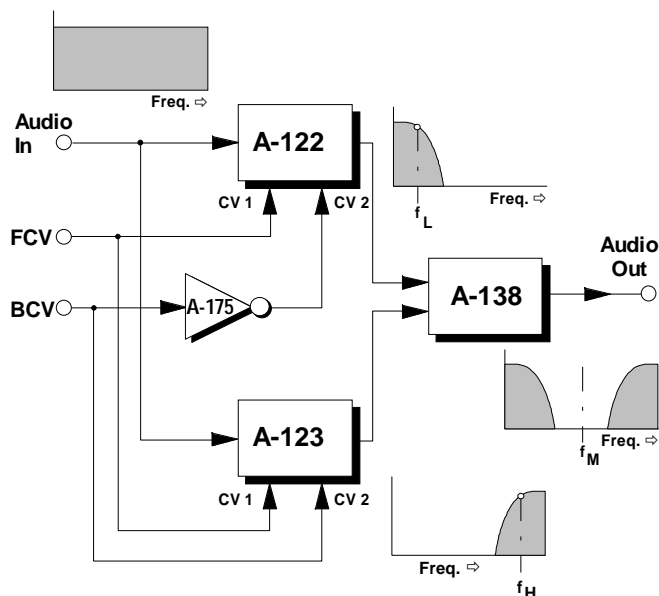 Freq. ⇨
Audio
In
A-122
CV 1
CV 2
f L
Freq. ⇨
FCV
BCV
A-175
A-138
Audio
Out
Freq. ⇨
f M
A-123
CV 1
CV 2
Freq. ⇨
f H